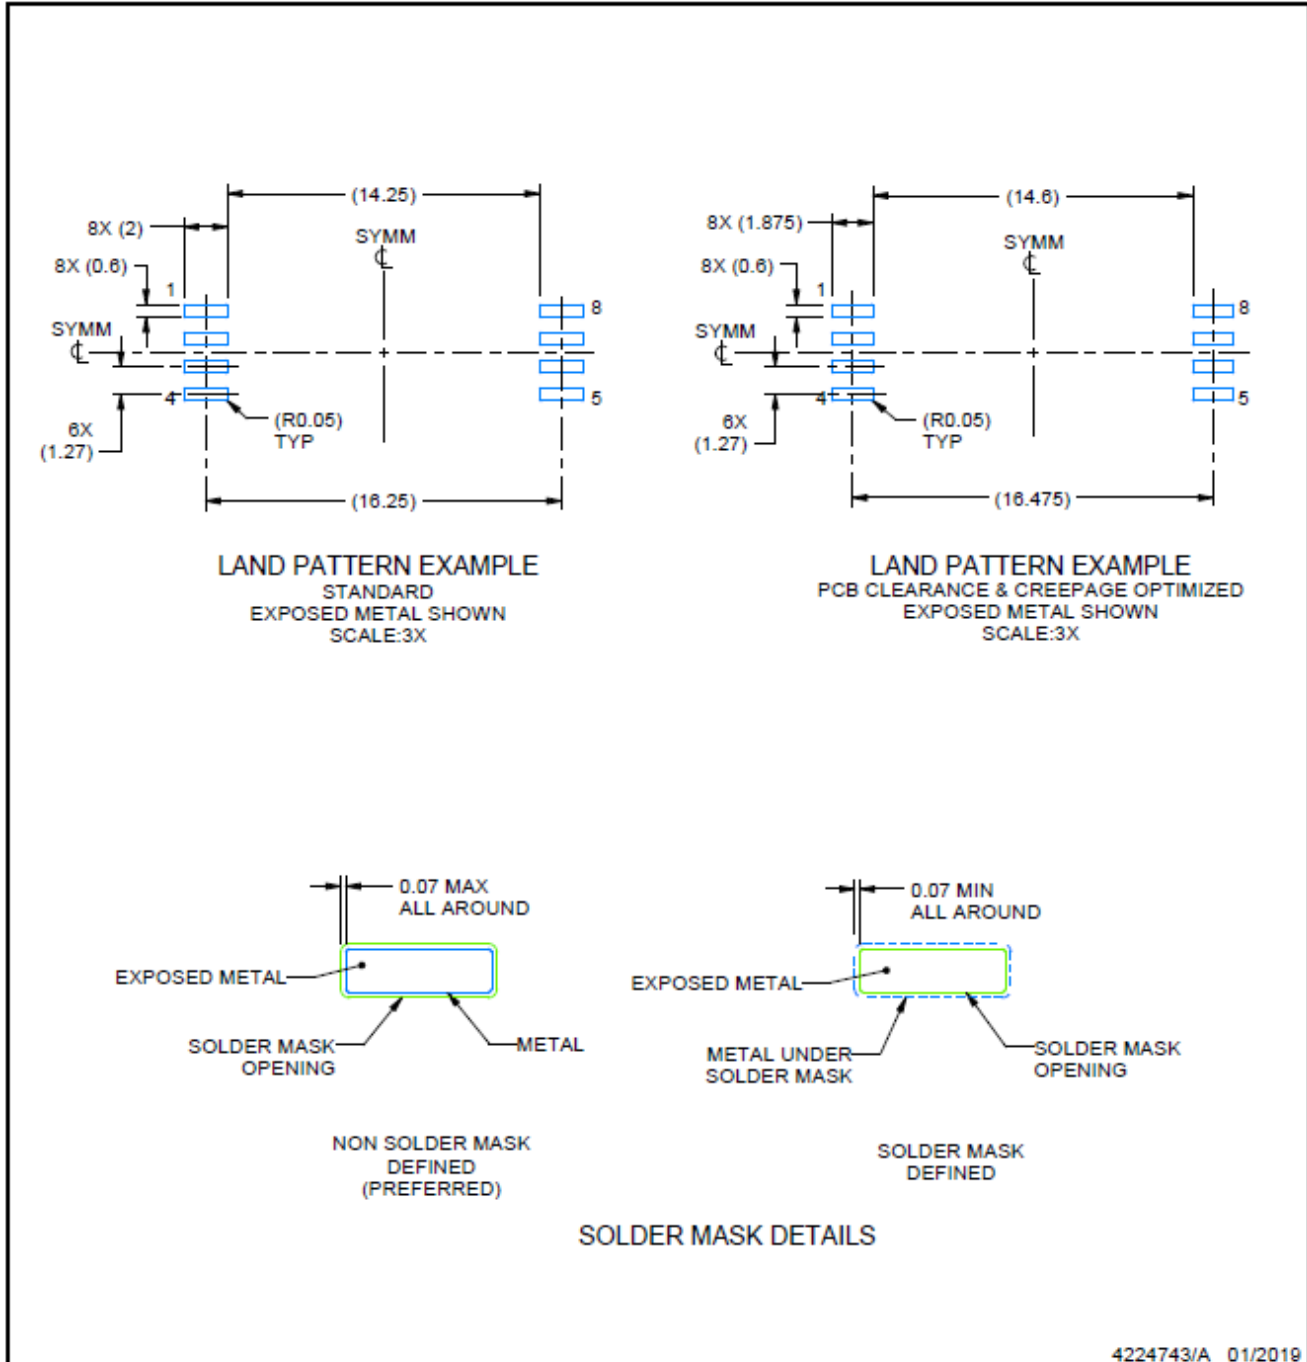 (14.25)
8X (2)
SYMM
℄
8X (0.6)
1
8
SYMM
℄
4
5
6X
(1.27)
(R0.05)
TYP
(16.25)
LAND PATTERN EXAMPLE
STANDARD
EXPOSED METAL SHOWN
SCALE:3X
(14.6)
8X (1.875)
SYMM
℄
8X (0.6)
1
8
SYMM
℄
4
5
6X
(1.27)
(R0.05)
TYP
(16.475)
LAND PATTERN EXAMPLE
PCB CLEARANCE & CREEPAGE OPTIMIZED
EXPOSED METAL SHOWN
SCALE:3X
0.07 MAX
ALL AROUND
EXPOSED METAL
SOLDER MASK
OPENING
METAL
NON SOLDER MASK
DEFINED
(PREFERRED)
0.07 MIN
ALL AROUND
EXPOSED METAL
METAL UNDER
SOLDER MASK
SOLDER MASK
OPENING
SOLDER MASK
DEFINED
SOLDER MASK DETAILS
4224743/A 01/2019